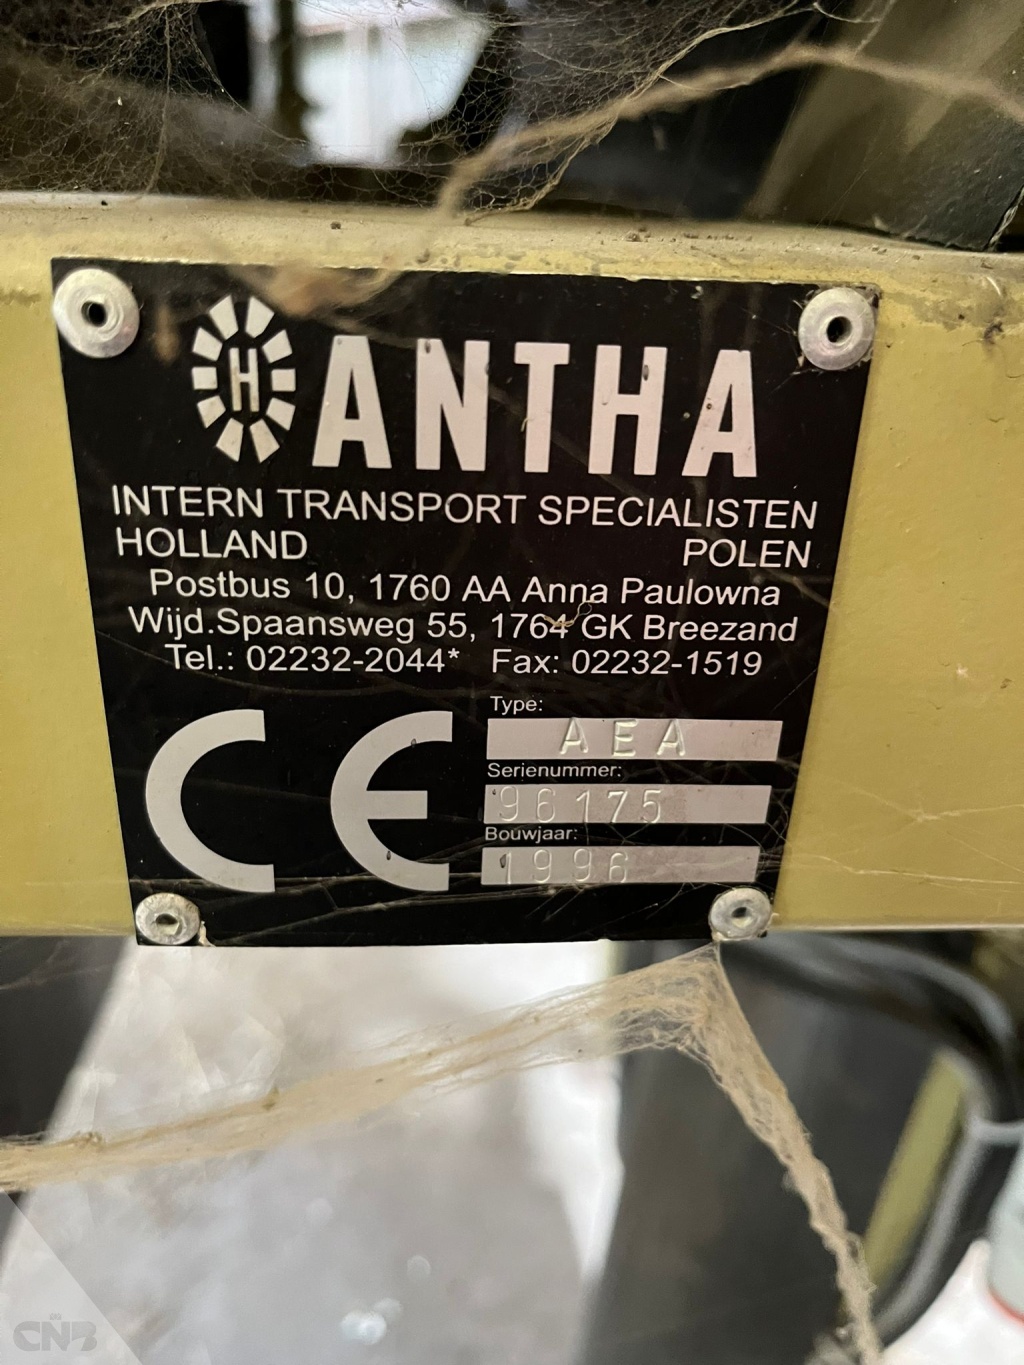 H ANTHA
INTERN TRANSPORT SPECIALISTEN
HOLLAND POLEN
Postbus 10, 1760 AA Anna Paulowna
Wijd.Spaansweg 55, 1764 GK Breezand
Tel.: 02232-2044* Fax: 02232-1519
CE
Type:
AEA
Serienummer:
96175
Bouwjaar:
1996
CNB